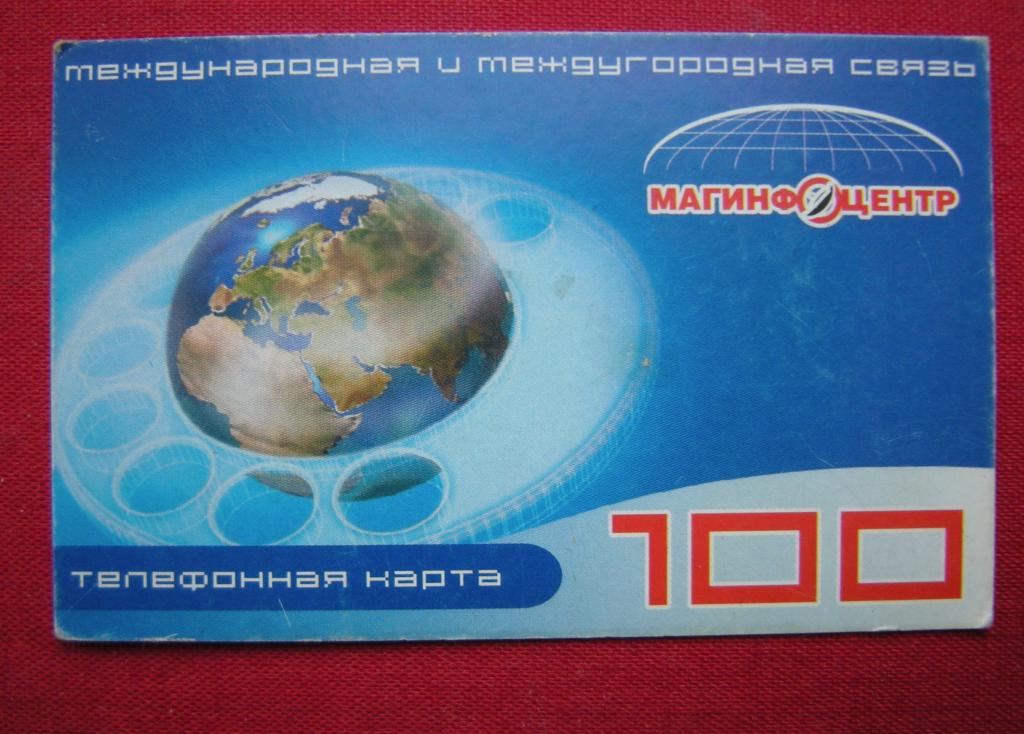 международная и междугородная связь
МАГИНФОЦЕНТР
телефонная карта
100